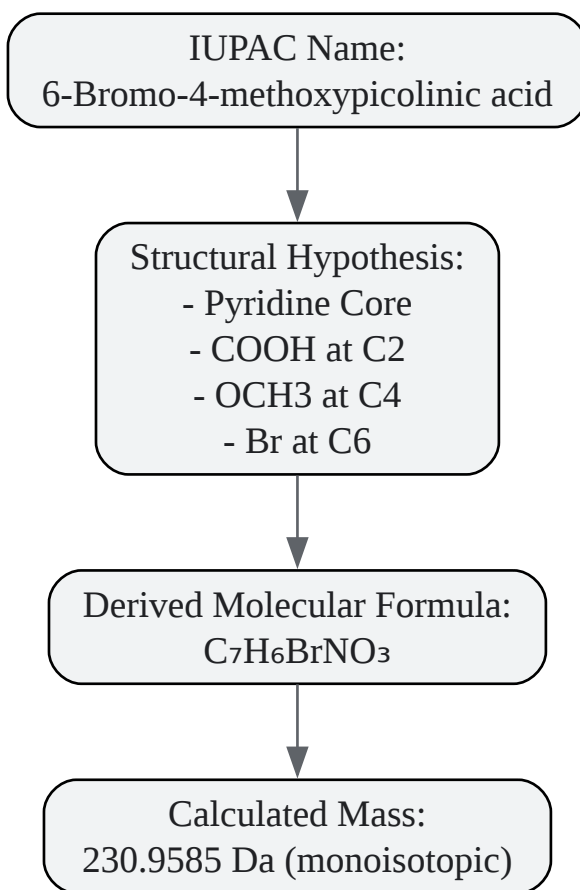 IUPAC Name:
6-Bromo-4-methoxypicolinic acid
Structural Hypothesis:
- Pyridine Core
- COOH at C2
- OCH3 at C4
- Br at C6
Derived Molecular Formula:
C₇H₆BrNO₃
Calculated Mass:
230.9585 Da (monoisotopic)